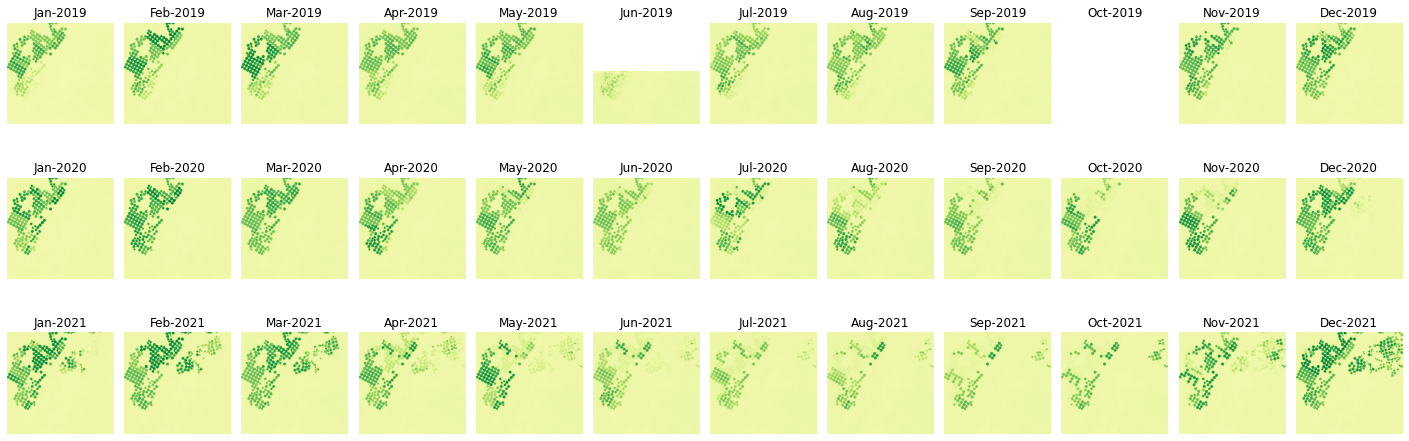 Jan-2019 Feb-2019 Mar-2019 Apr-2019 May-2019 Jun-2019 Jul-2019 Aug-2019 Sep-2019 Oct-2019 Nov-2019 Dec-2019
Jan-2020 Feb-2020 Mar-2020 Apr-2020 May-2020 Jun-2020 Jul-2020 Aug-2020 Sep-2020 Oct-2020 Nov-2020 Dec-2020
Jan-2021 Feb-2021 Mar-2021 Apr-2021 May-2021 Jun-2021 Jul-2021 Aug-2021 Sep-2021 Oct-2021 Nov-2021 Dec-2021